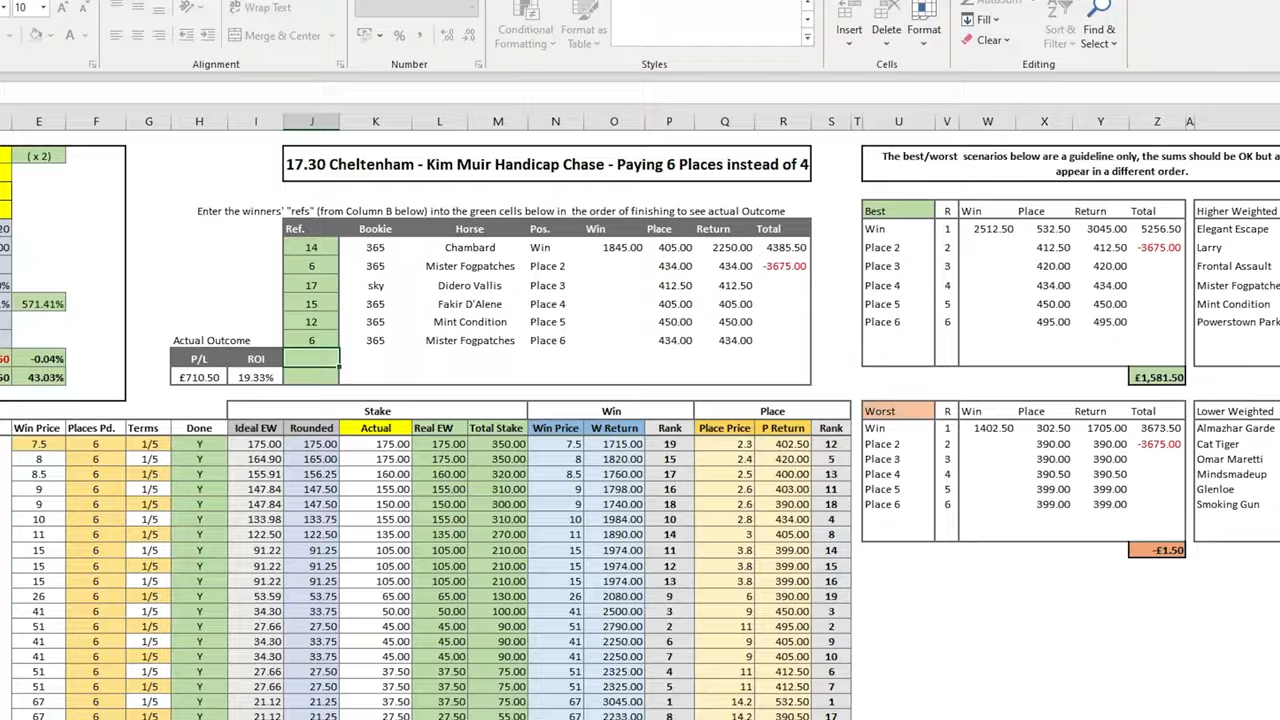 10 Wrap Text Fill
Merge & Center % Conditional Format as Insert Delete Format Clear Sort & Find &
Formatting Table Filter Select
Alignment Number Styles Cells Editing
E F G H I J K L M N O P Q R S T U V W X Y Z
( x 2) 17.30 Cheltenham - Kim Muir Handicap Chase - Paying 6 Places instead of 4 The best/worst scenarios below are a guideline only, the sums should be OK but
appear in a different order.
Enter the winners' "refs" (from Column B below) into the green cells below in the order of finishing to see actual Outcome Best R Win Place Return Total Higher Weighted
Ref. Bookie Horse Pos. Win Place Return Total Win 1 2512.50 532.50 3045.00 5256.50 Elegant Escape
14 365 Chambard Win 1845.00 405.00 2250.00 4385.50 Place 2 2 412.50 412.50 -3675.00 Larry
6 365 Mister Fogpatches Place 2 434.00 434.00 -3675.00 Place 3 3 420.00 420.00 Frontal Assault
17 sky Didero Vallis Place 3 412.50 412.50 Place 4 4 434.00 434.00 Mister Fogpatches
571.41% 15 365 Fakir D'Alene Place 4 405.00 405.00 Place 5 5 450.00 450.00 Mint Condition
12 365 Mint Condition Place 5 450.00 450.00 Place 6 6 495.00 495.00 Powerstown Park
Actual Outcome 6 365 Mister Fogpatches Place 6 434.00 434.00
-0.04% P/L ROI
43.03% £710.50 19.33% £1,581.50
Stake Win Place Worst R Win Place Return Total Lower Weighted
Win Price Places Pd. Terms Done Ideal EW Rounded Actual Real EW Total Stake Win Price W Return Rank Place Price P Return Rank Win 1 1402.50 302.50 1705.00 3673.50 Almazhar Garde
7.5 6 1/5 Y 175.00 175.00 175.00 175.00 350.00 7.5 1715.00 19 2.3 402.50 12 Place 2 2 390.00 390.00 -3675.00 Cat Tiger
8 6 1/5 Y 164.90 165.00 175.00 175.00 350.00 8 1820.00 15 2.4 420.00 5 Place 3 3 390.00 390.00 Omar Maretti
8.5 6 1/5 Y 155.91 156.25 160.00 160.00 320.00 8.5 1760.00 17 2.5 400.00 13 Place 4 4 390.50 390.50 Mindsmadeup
9 6 1/5 Y 147.84 147.50 155.00 155.00 310.00 9 1798.00 16 2.6 403.00 11 Place 5 5 399.00 399.00 Glenloe
9 6 1/5 Y 147.84 147.50 150.00 150.00 300.00 9 1740.00 18 2.6 390.00 18 Place 6 6 399.00 399.00 Smoking Gun
10 6 1/5 Y 133.98 133.75 155.00 155.00 310.00 10 1984.00 10 2.8 434.00 4
11 6 1/5 Y 122.50 122.50 135.00 135.00 270.00 11 1890.00 14 3 405.00 8
15 6 1/5 Y 91.22 91.25 105.00 105.00 210.00 15 1974.00 11 3.8 399.00 14 -£1.50
15 6 1/5 Y 91.22 91.25 105.00 105.00 210.00 15 1974.00 12 3.8 399.00 15
15 6 1/5 Y 91.22 91.25 105.00 105.00 210.00 15 1974.00 13 3.8 399.00 16
26 6 1/5 Y 53.59 53.75 65.00 65.00 130.00 26 2080.00 9 6 390.00 19
41 6 1/5 Y 34.30 33.75 50.00 50.00 100.00 41 2500.00 3 9 450.00 3
51 6 1/5 Y 27.66 27.50 45.00 45.00 90.00 51 2790.00 2 11 495.00 2
41 6 1/5 Y 34.30 33.75 45.00 45.00 90.00 41 2250.00 6 9 405.00 9
41 6 1/5 Y 34.30 33.75 45.00 45.00 90.00 41 2250.00 7 9 405.00 10
51 6 1/5 Y 27.66 27.50 37.50 37.50 75.00 51 2325.00 4 11 412.50 6
51 6 1/5 Y 27.66 27.50 37.50 37.50 75.00 51 2325.00 5 11 412.50 7
67 6 1/5 Y 21.12 21.25 37.50 37.50 75.00 67 3045.00 1 14.2 532.50 1
67 6 1/5 Y 21.12 21.25 27.50 27.50 55.00 67 2233.00 8 14.2 390.50 17